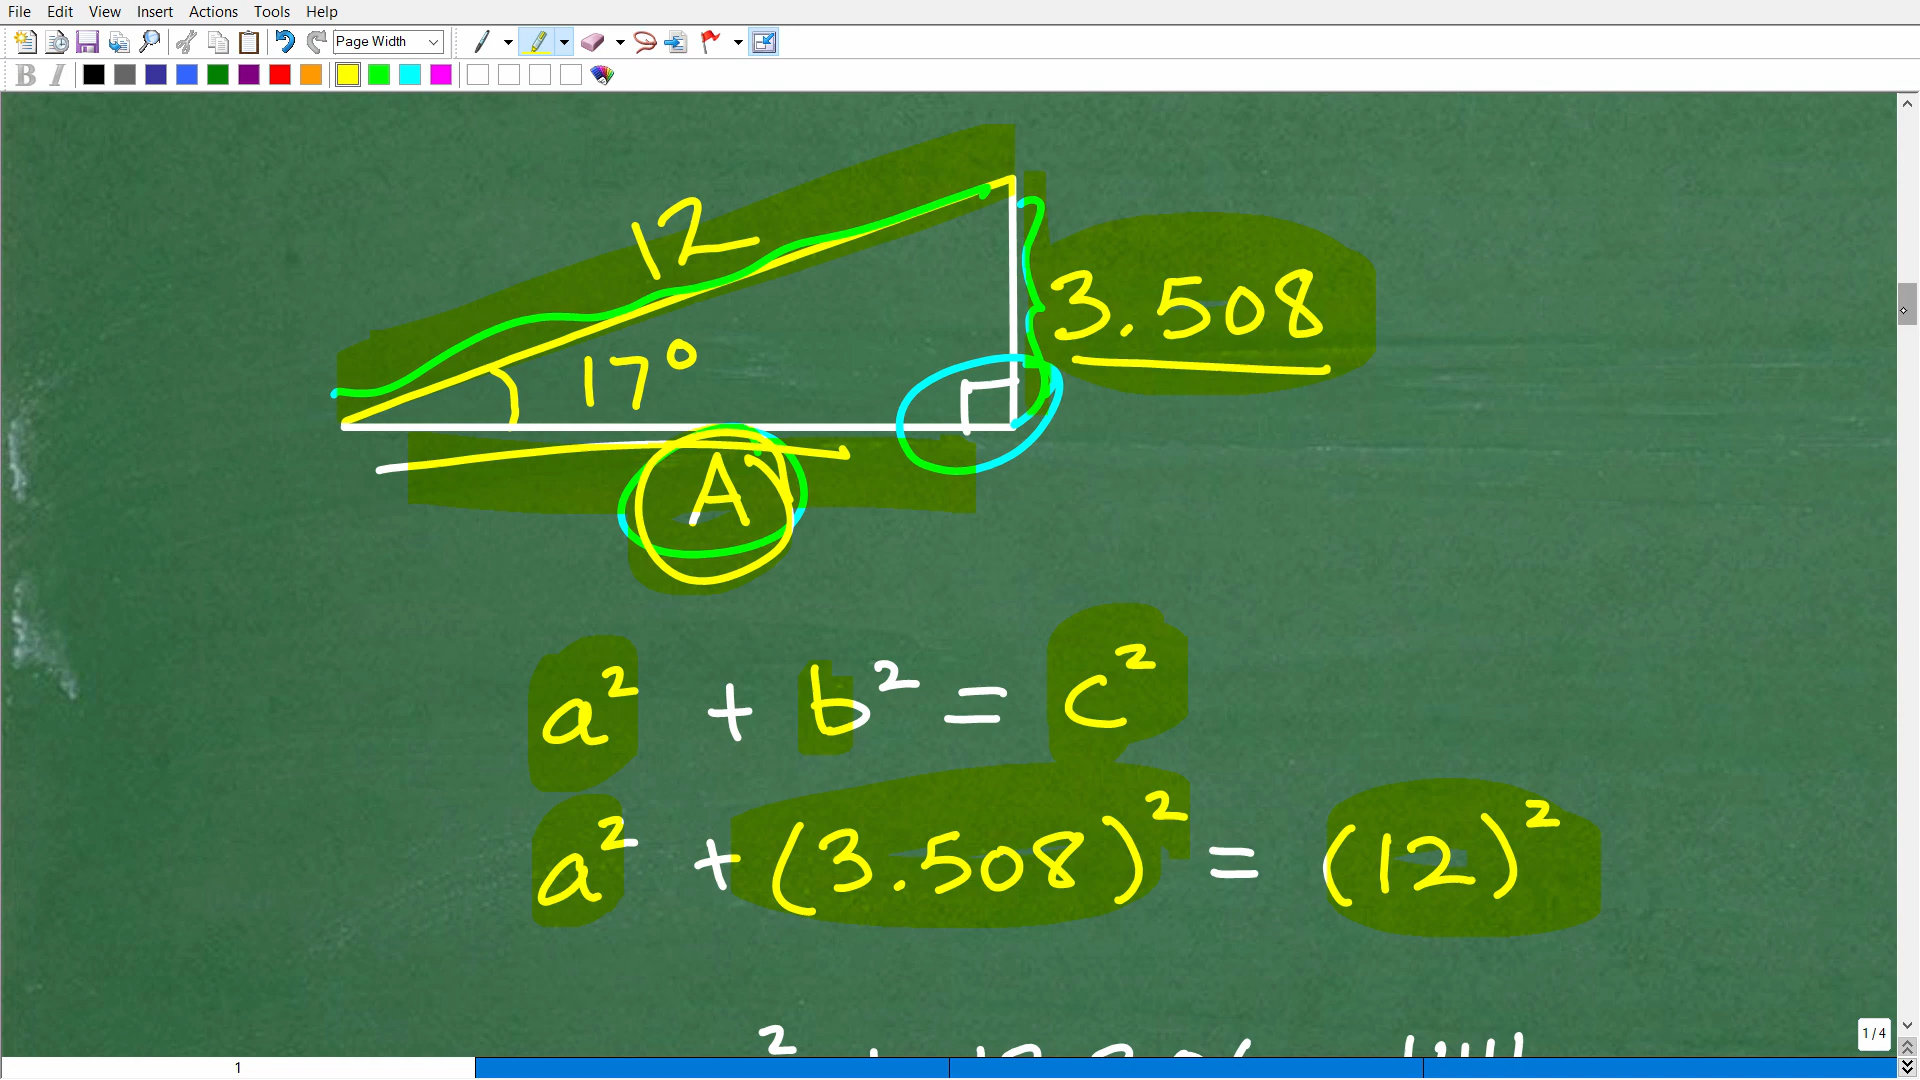 File Edit View Insert Actions Tools Help
Page Width
B I
12
3.508
17°
A
a² + b² = c²
a² + (3.508)² = (12)²
1 / 4
1